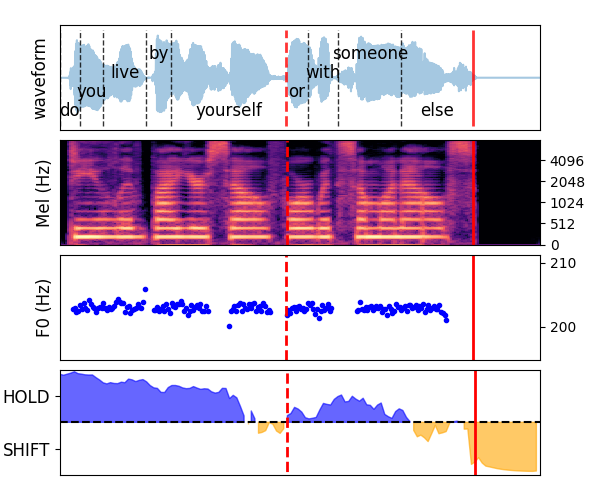 waveform
by someone
live with
you or
do yourself else
Mel (Hz)
4096
2048
1024
512
0
F0 (Hz)
210
200
HOLD
SHIFT